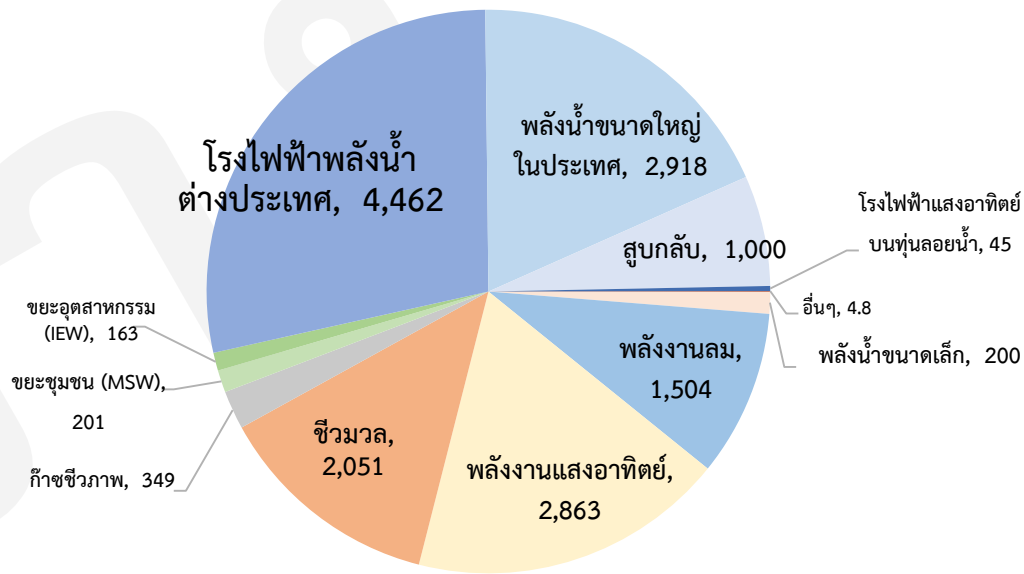 พลังน้ำขนาดใหญ่
ในประเทศ, 2,918
สูบกลับ, 1,000
โรงไฟฟ้าแสงอาทิตย์
บนทุ่นลอยน้ำ, 45
อื่นๆ, 4.8
พลังน้ำขนาดเล็ก, 200
พลังงานลม,
1,504
พลังงานแสงอาทิตย์,
2,863
ชีวมวล,
2,051
ก๊าซชีวภาพ, 349
ขยะชุมชน (MSW),
201
ขยะอุตสาหกรรม
(IEW), 163
โรงไฟฟ้าพลังน้ำ
ต่างประเทศ, 4,462